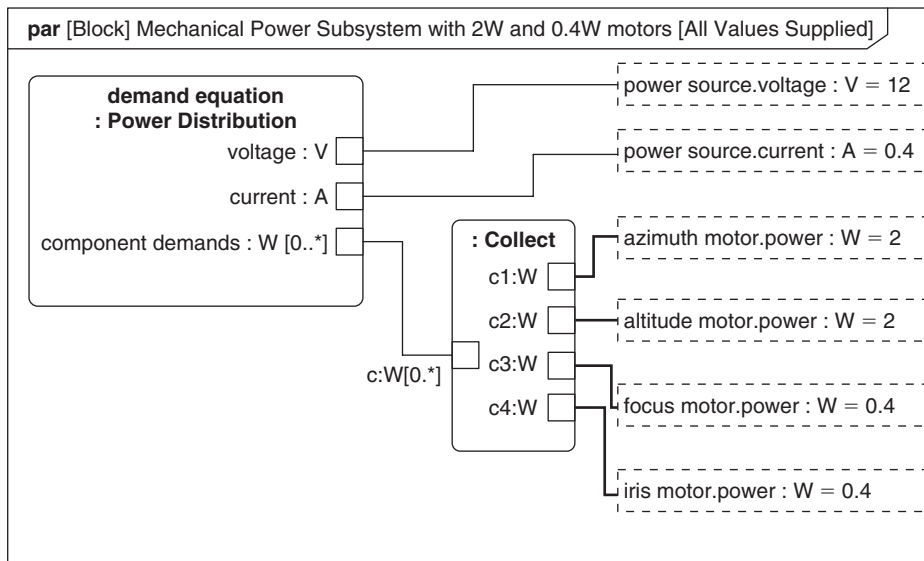 par [Block] Mechanical Power Subsystem with 2W and 0.4W motors [All Values Supplied]
demand equation
: Power Distribution
voltage : V
current : A
component demands : W [0..*]
: Collect
c1:W
c2:W
c3:W
c4:W
c:W[0.*]
power source.voltage : V = 12
power source.current : A = 0.4
azimuth motor.power : W = 2
altitude motor.power : W = 2
focus motor.power : W = 0.4
iris motor.power : W = 0.4